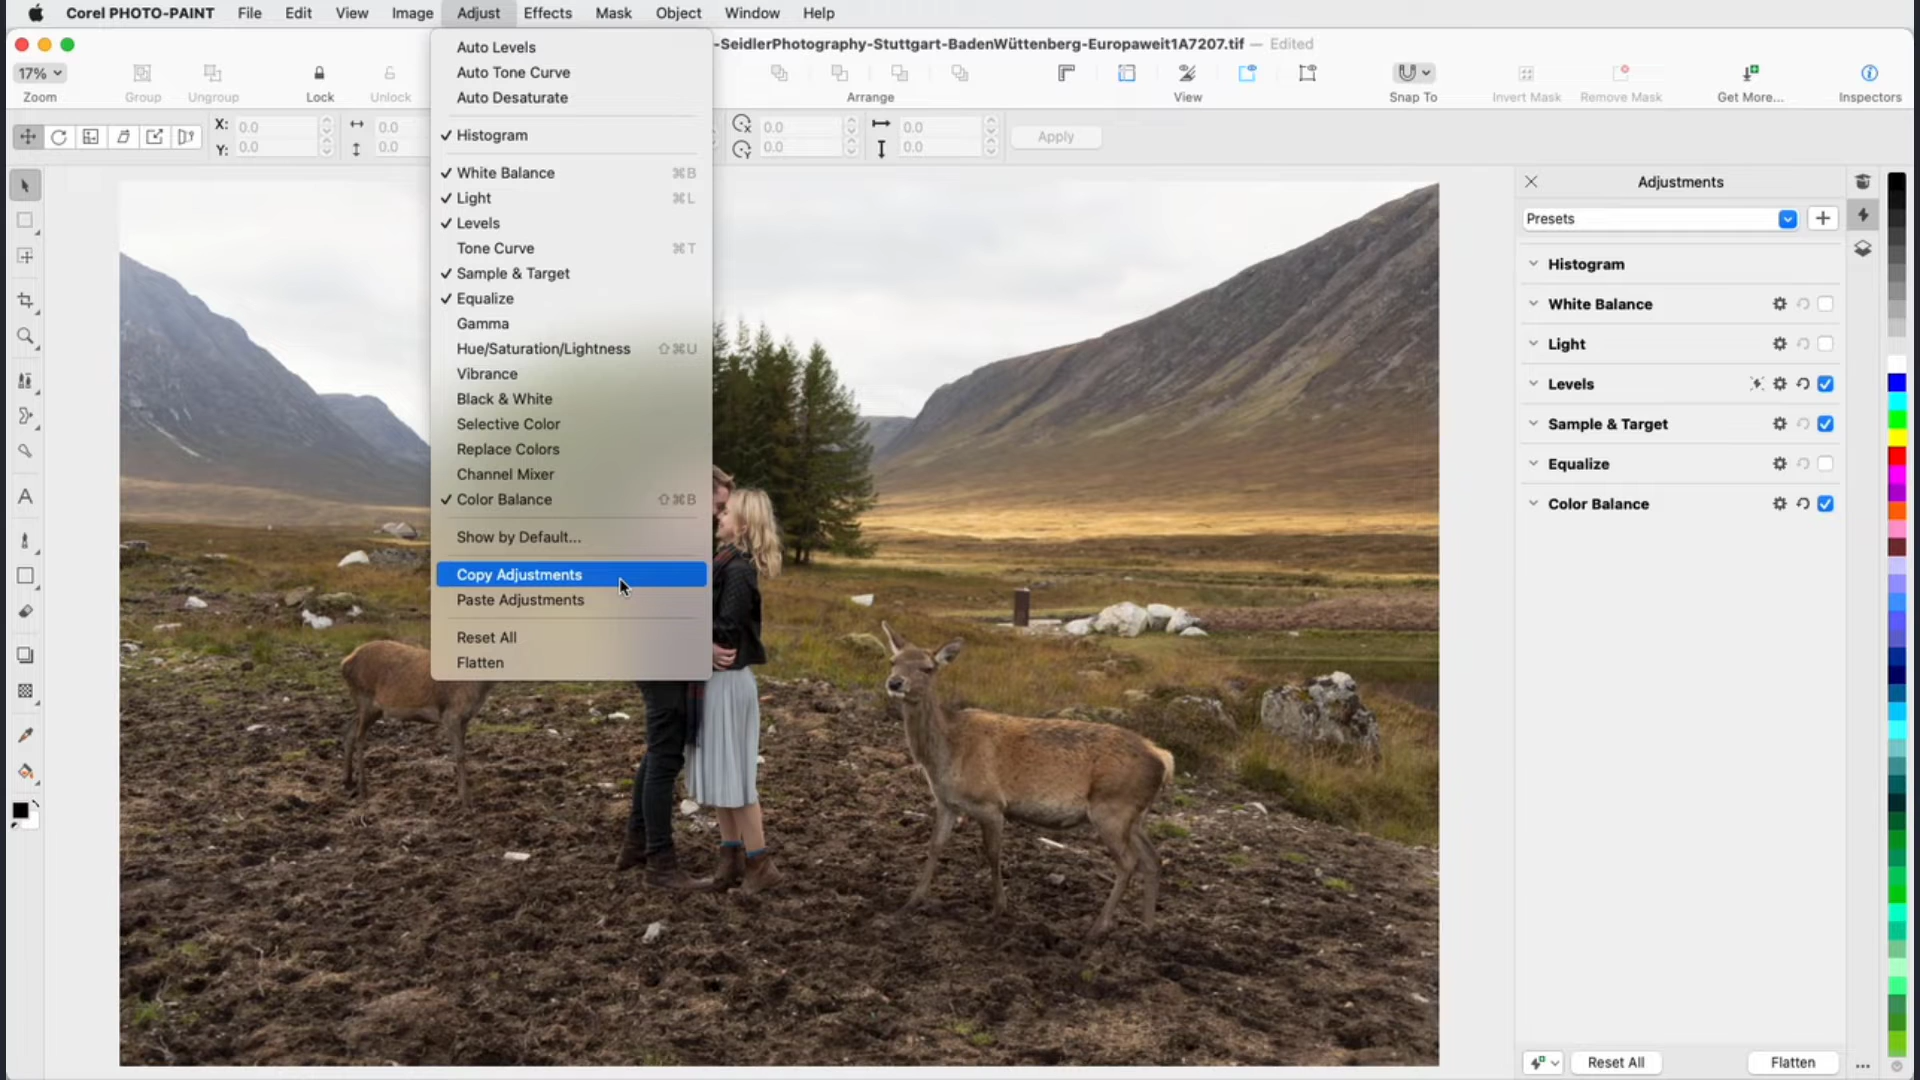 Corel PHOTO-PAINT File Edit View Image Adjust Effects Mask Object Window Help
-SeidlerPhotography-Stuttgart-BadenWüttenberg-Europaweit1A7207.tif — Edited
17%
Zoom Group Ungroup Lock Unlock Arrange View Snap To Invert Mask Remove Mask Get More... Inspectors
X: 0.0 0.0 0.0 0.0
Y: 0.0 0.0 0.0 0.0
Apply
Auto Levels
Auto Tone Curve
Auto Desaturate
✓ Histogram
✓ White Balance ⌘B
✓ Light ⌘L
✓ Levels
Tone Curve ⌘T
✓ Sample & Target
✓ Equalize
Gamma
Hue/Saturation/Lightness ⇧⌘U
Vibrance
Black & White
Selective Color
Replace Colors
Channel Mixer
✓ Color Balance ⇧⌘B
Show by Default...
Copy Adjustments
Paste Adjustments
Reset All
Flatten
Adjustments
Presets
Histogram
White Balance
Light
Levels
Sample & Target
Equalize
Color Balance
Reset All Flatten